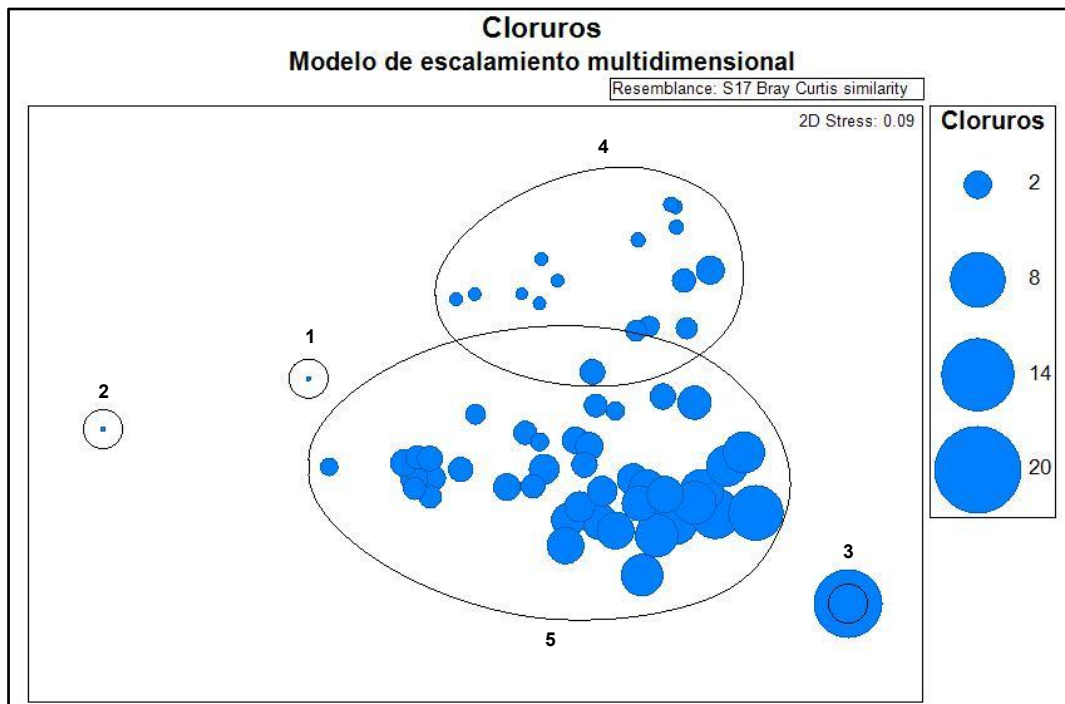 Cloruros
Modelo de escalamiento multidimensional
Resemblance: S17 Bray Curtis similarity
2D Stress: 0.09
Cloruros
2
8
14
20
4
1
2
3
5